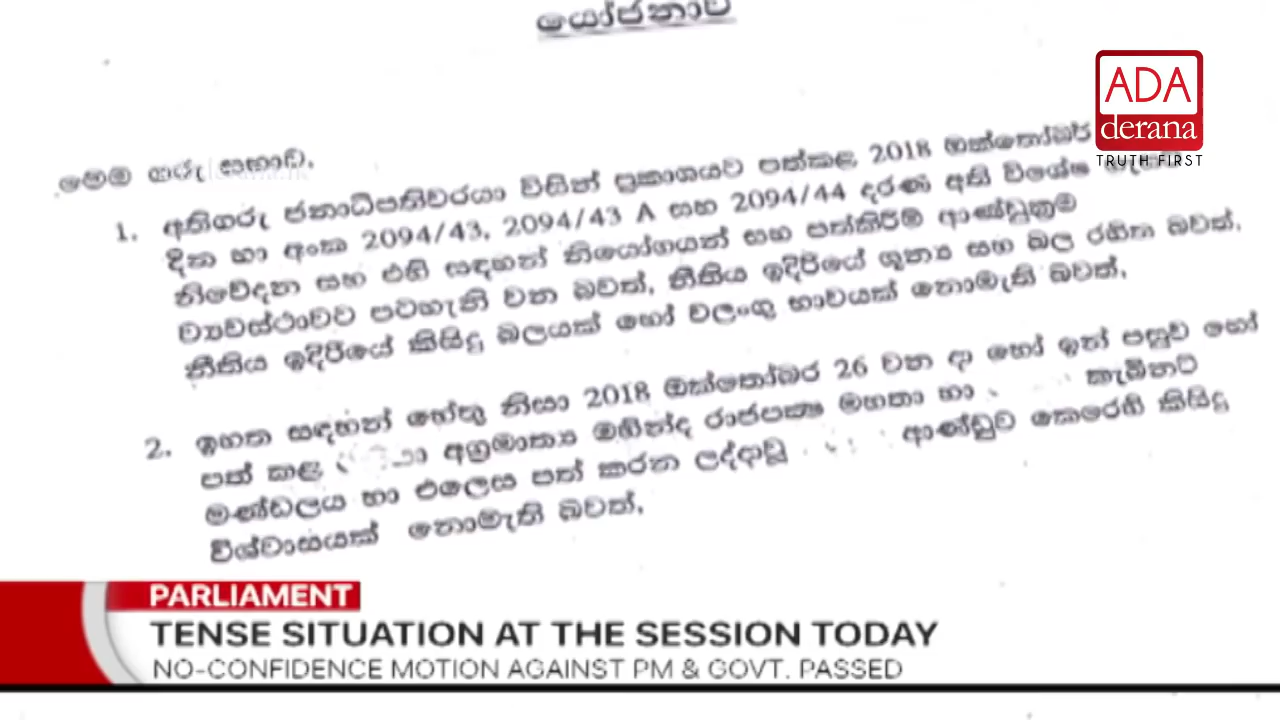 යෝජනාව
මෙම ගරු සභාව,
1. අතිගරු ජනාධිපතිවරයා විසින් ප්‍රකාශයට පත්කළ 2018 ඔක්තෝබර්
දින හා අංක 2094/43, 2094/43 A සහ 2094/44 දරණ අති විශේෂ ගැසට්
නිවේදන සහ එහි සඳහන් නියෝගයන් සහ පත්කිරීම් ආණ්ඩුක්‍රම
ව්‍යවස්ථාවට පටහැනි වන බවත්, නීතිය ඉදිරියේ ශුන්‍ය සහ බල රහිත බවත්,
නීතිය ඉදිරියේ කිසිදු බලයක් හෝ වලංගු භාවයක් නොමැති බවත්,
2. ඉහත සඳහන් හේතු නිසා 2018 ඔක්තෝබර 26 වන දා හෝ ඉන් පසුව හෝ
පත් කළ අග්‍රමාත්‍ය මහින්ද රාජපක්ෂ මහතා හා කැබිනට්
මණ්ඩලය හා එලෙස පත් කරන ලද්දාවූ ආණ්ඩුව කෙරෙහි කිසිදු
විශ්වාසයක් නොමැති බවත්,
ADA
derana
TRUTH FIRST
PARLIAMENT
TENSE SITUATION AT THE SESSION TODAY
NO-CONFIDENCE MOTION AGAINST PM & GOVT. PASSED